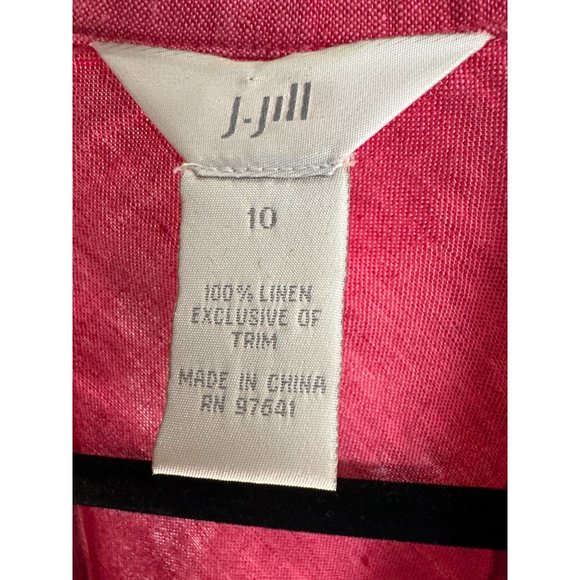 J.Jill
10
100% LINEN
EXCLUSIVE OF
TRIM
MADE IN CHINA
RN 97641